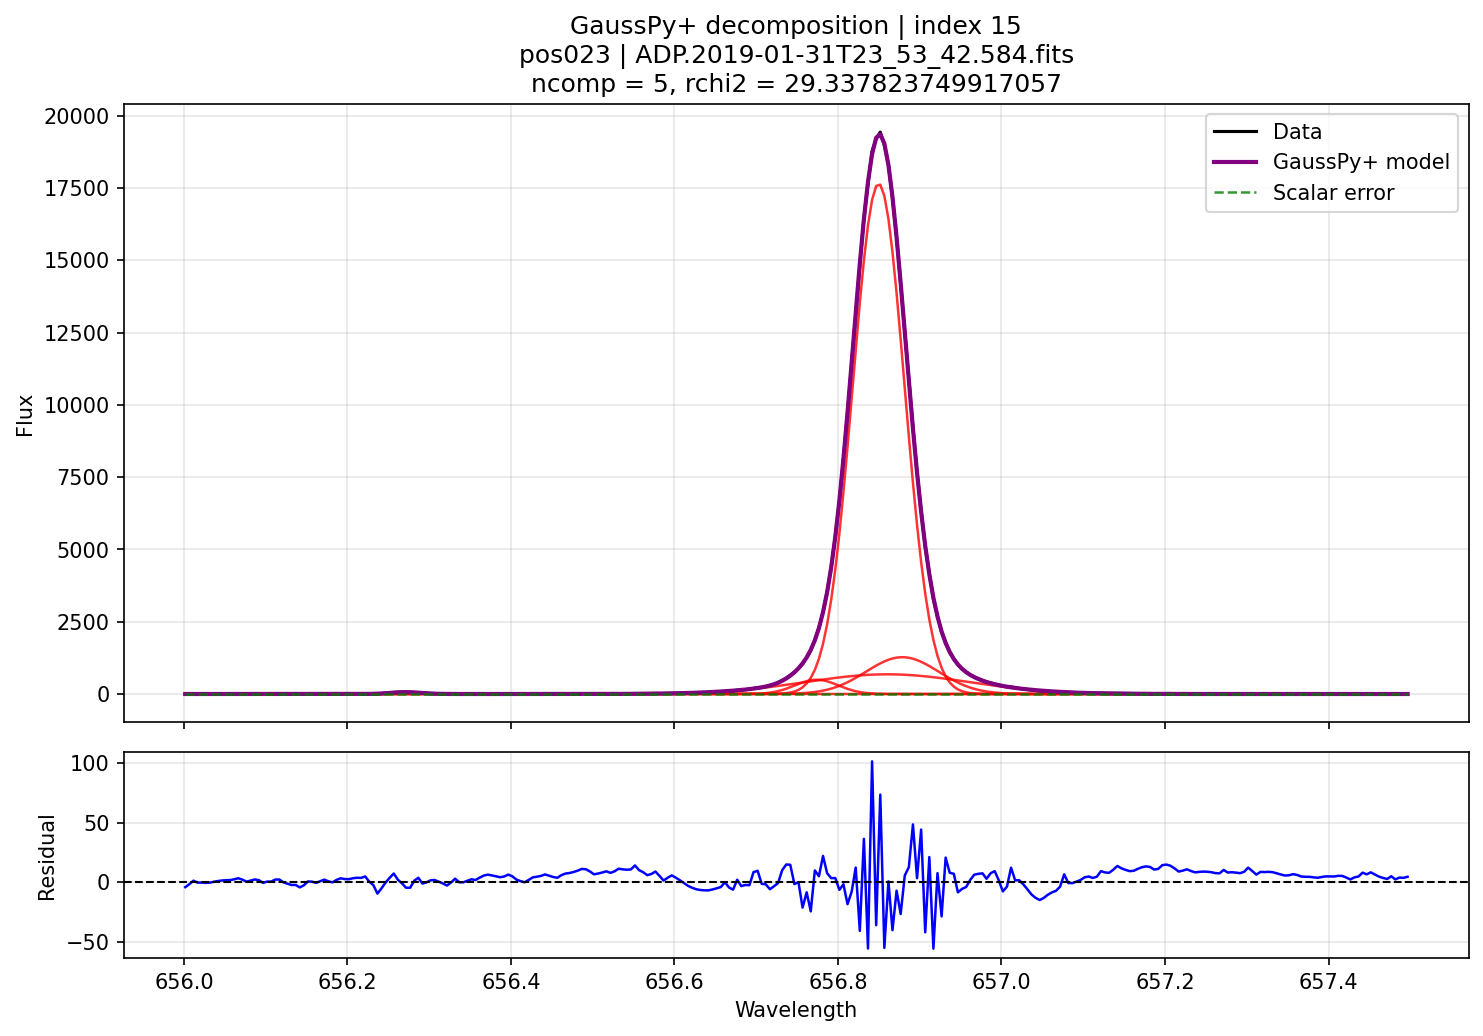 GaussPy+ decomposition | index 15
pos023 | ADP.2019-01-31T23_53_42.584.fits
ncomp = 5, rchi2 = 29.337823749917057
20000
17500
15000
12500
10000
7500
5000
2500
0
Flux
Data
GaussPy+ model
Scalar error
100
50
0
−50
Residual
656.0
656.2
656.4
656.6
656.8
657.0
657.2
657.4
Wavelength